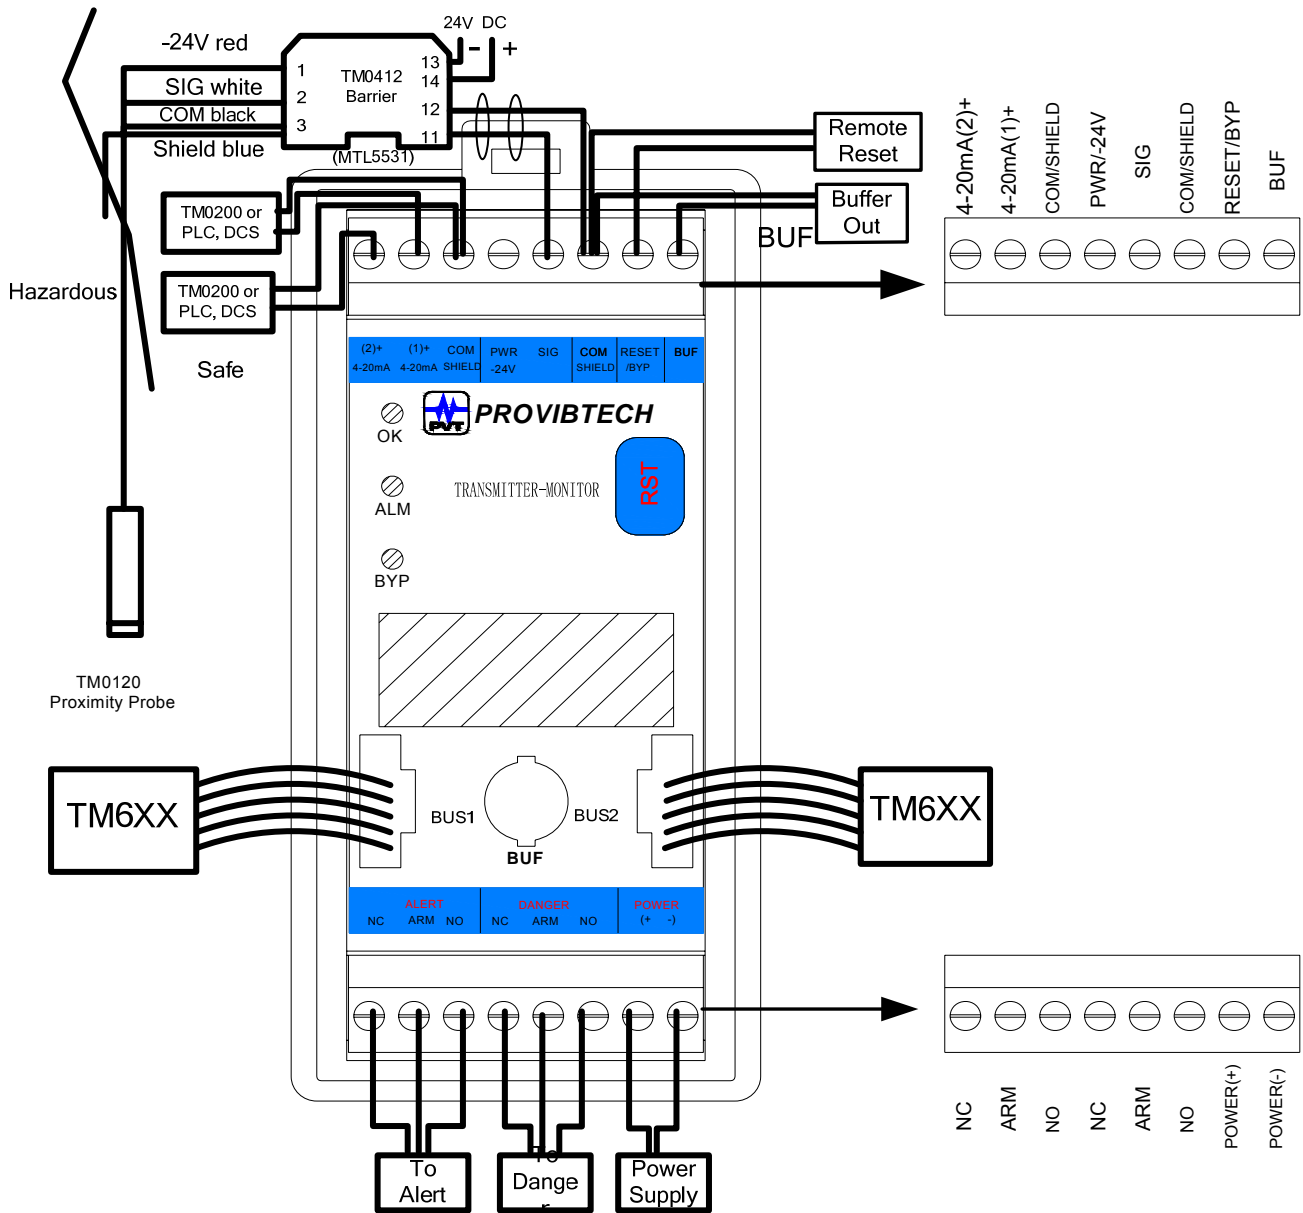 24V DC
- +
-24V red
SIG white
COM black
Shield blue
1
2
3
TM0412
Barrier
13
14
12
11
(MTL5531)
Remote
Reset
Buffer
Out
BUF
TM0200 or
PLC, DCS
TM0200 or
PLC, DCS
Hazardous
Safe
4-20mA(2)+
4-20mA(1)+
COM/SHIELD
PWR/-24V
SIG
COM/SHIELD
RESET/BYP
BUF
(2)+ (1)+ COM PWR SIG COM RESET BUF
4-20mA 4-20mA SHIELD -24V SHIELD /BYP
OK
PVT
PROVIBTECH
ALM
TRANSMITTER-MONITOR
RST
BYP
TM0120
Proximity Probe
TM6XX
BUS1
BUS2
BUF
TM6XX
ALERT DANGER POWER
NC ARM NO NC ARM NO (+ -)
NC
ARM
NO
NC
ARM
NO
POWER(+)
POWER(-)
To
Alert
To
Dange
r
Power
Supply